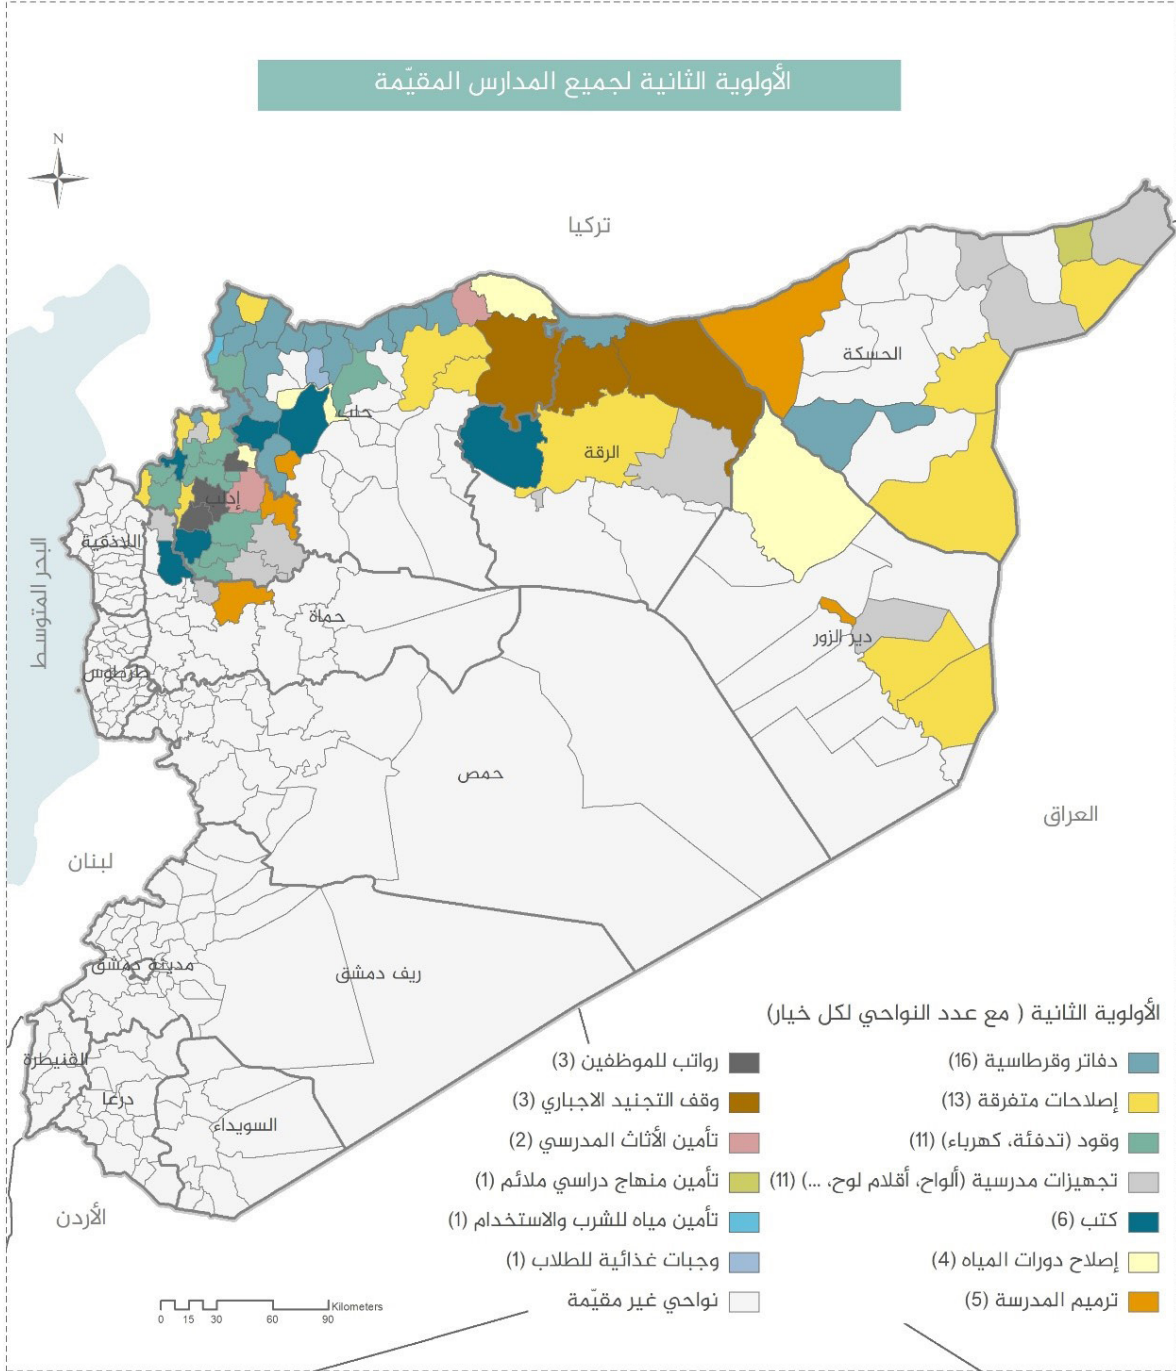 الأولوية الثانية لجميع المدارس المقيّمة
N
تركيا
الحسكة
حلب
الرقة
إدلب
اللاذقية
البحر المتوسط
حماة
دير الزور
طرطوس
حمص
العراق
لبنان
مدينة دمشق
ريف دمشق
القنيطرة
درعا
السويداء
الأردن
الأولوية الثانية ( مع عدد النواحي لكل خيار)
دفاتر وقرطاسية (16)
إصلاحات متفرقة (13)
وقود (تدفئة، كهرباء) (11)
تجهيزات مدرسية (ألواح، أقلام لوح، ...) (11)
كتب (6)
إصلاح دورات المياه (4)
ترميم المدرسة (5)
رواتب للموظفين (3)
وقف التجنيد الاجباري (3)
تأمين الأثاث المدرسي (2)
تأمين منهاج دراسي ملائم (1)
تأمين مياه للشرب والاستخدام (1)
وجبات غذائية للطلاب (1)
نواحي غير مقيّمة
Kilometers
0 15 30 60 90